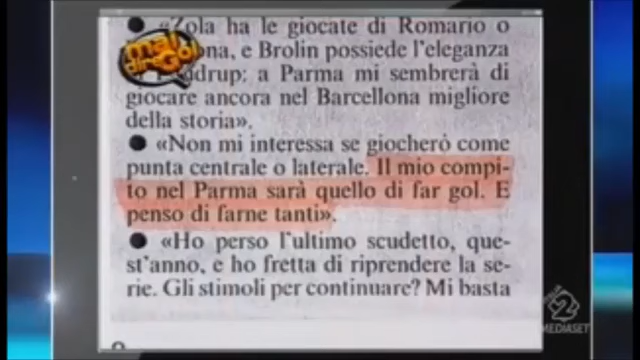 ● «Zola ha le giocate di Romario o
e Brolin possiede l'eleganza
a Parma mi sembrerà di
giocare ancora nel Barcellona migliore
della storia».
● «Non mi interessa se giocherò come
punta centrale o laterale. Il mio compi-
to nel Parma sarà quello di far gol. E
penso di farne tanti».
● «Ho perso l'ultimo scudetto, que-
st'anno, e ho fretta di riprendere la se-
rie. Gli stimoli per continuare? Mi basta
mai
dire Gol
2
MEDIASET